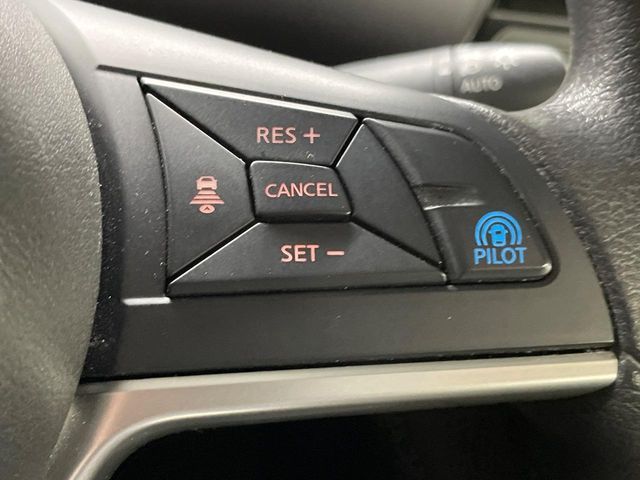 AUTO
RES +
CANCEL
SET −
PILOT